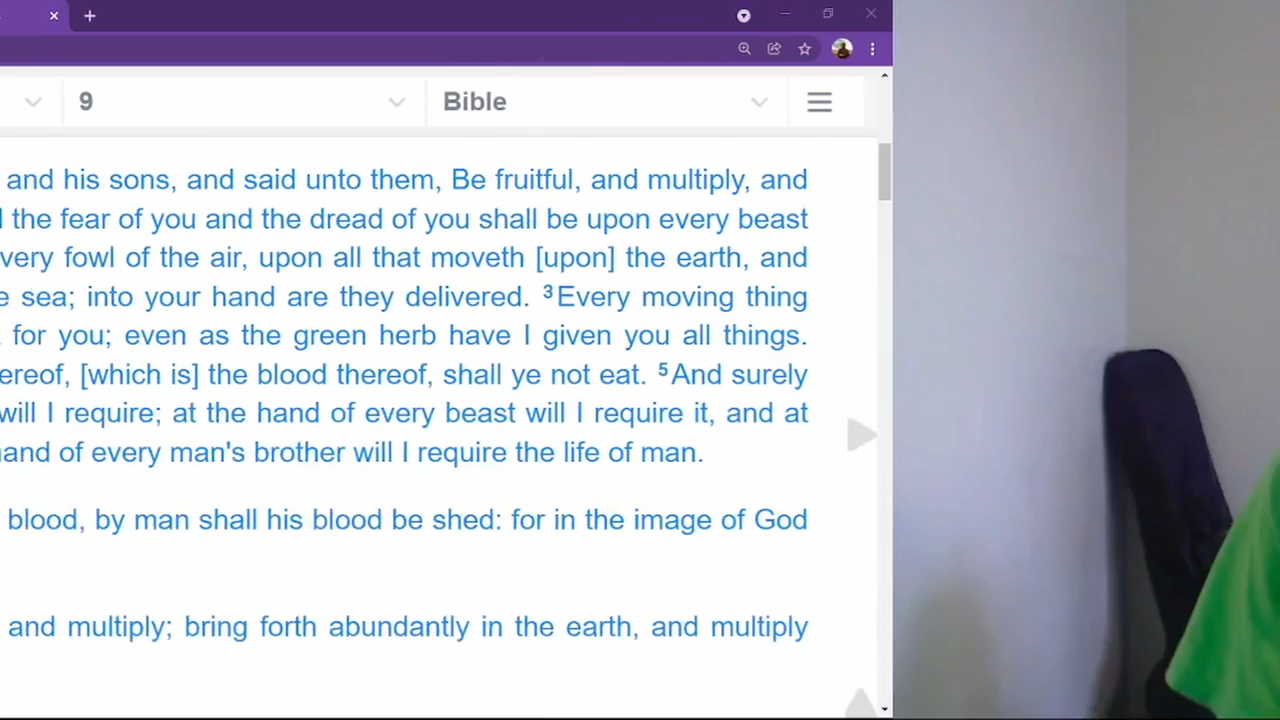 9
Bible
and his sons, and said unto them, Be fruitful, and multiply, and
the fear of you and the dread of you shall be upon every beast
very fowl of the air, upon all that moveth [upon] the earth, and
e sea; into your hand are they delivered. ³Every moving thing
for you; even as the green herb have I given you all things.
ereof, [which is] the blood thereof, shall ye not eat. ⁵And surely
will I require; at the hand of every beast will I require it, and at
hand of every man's brother will I require the life of man.
blood, by man shall his blood be shed: for in the image of God
and multiply; bring forth abundantly in the earth, and multiply